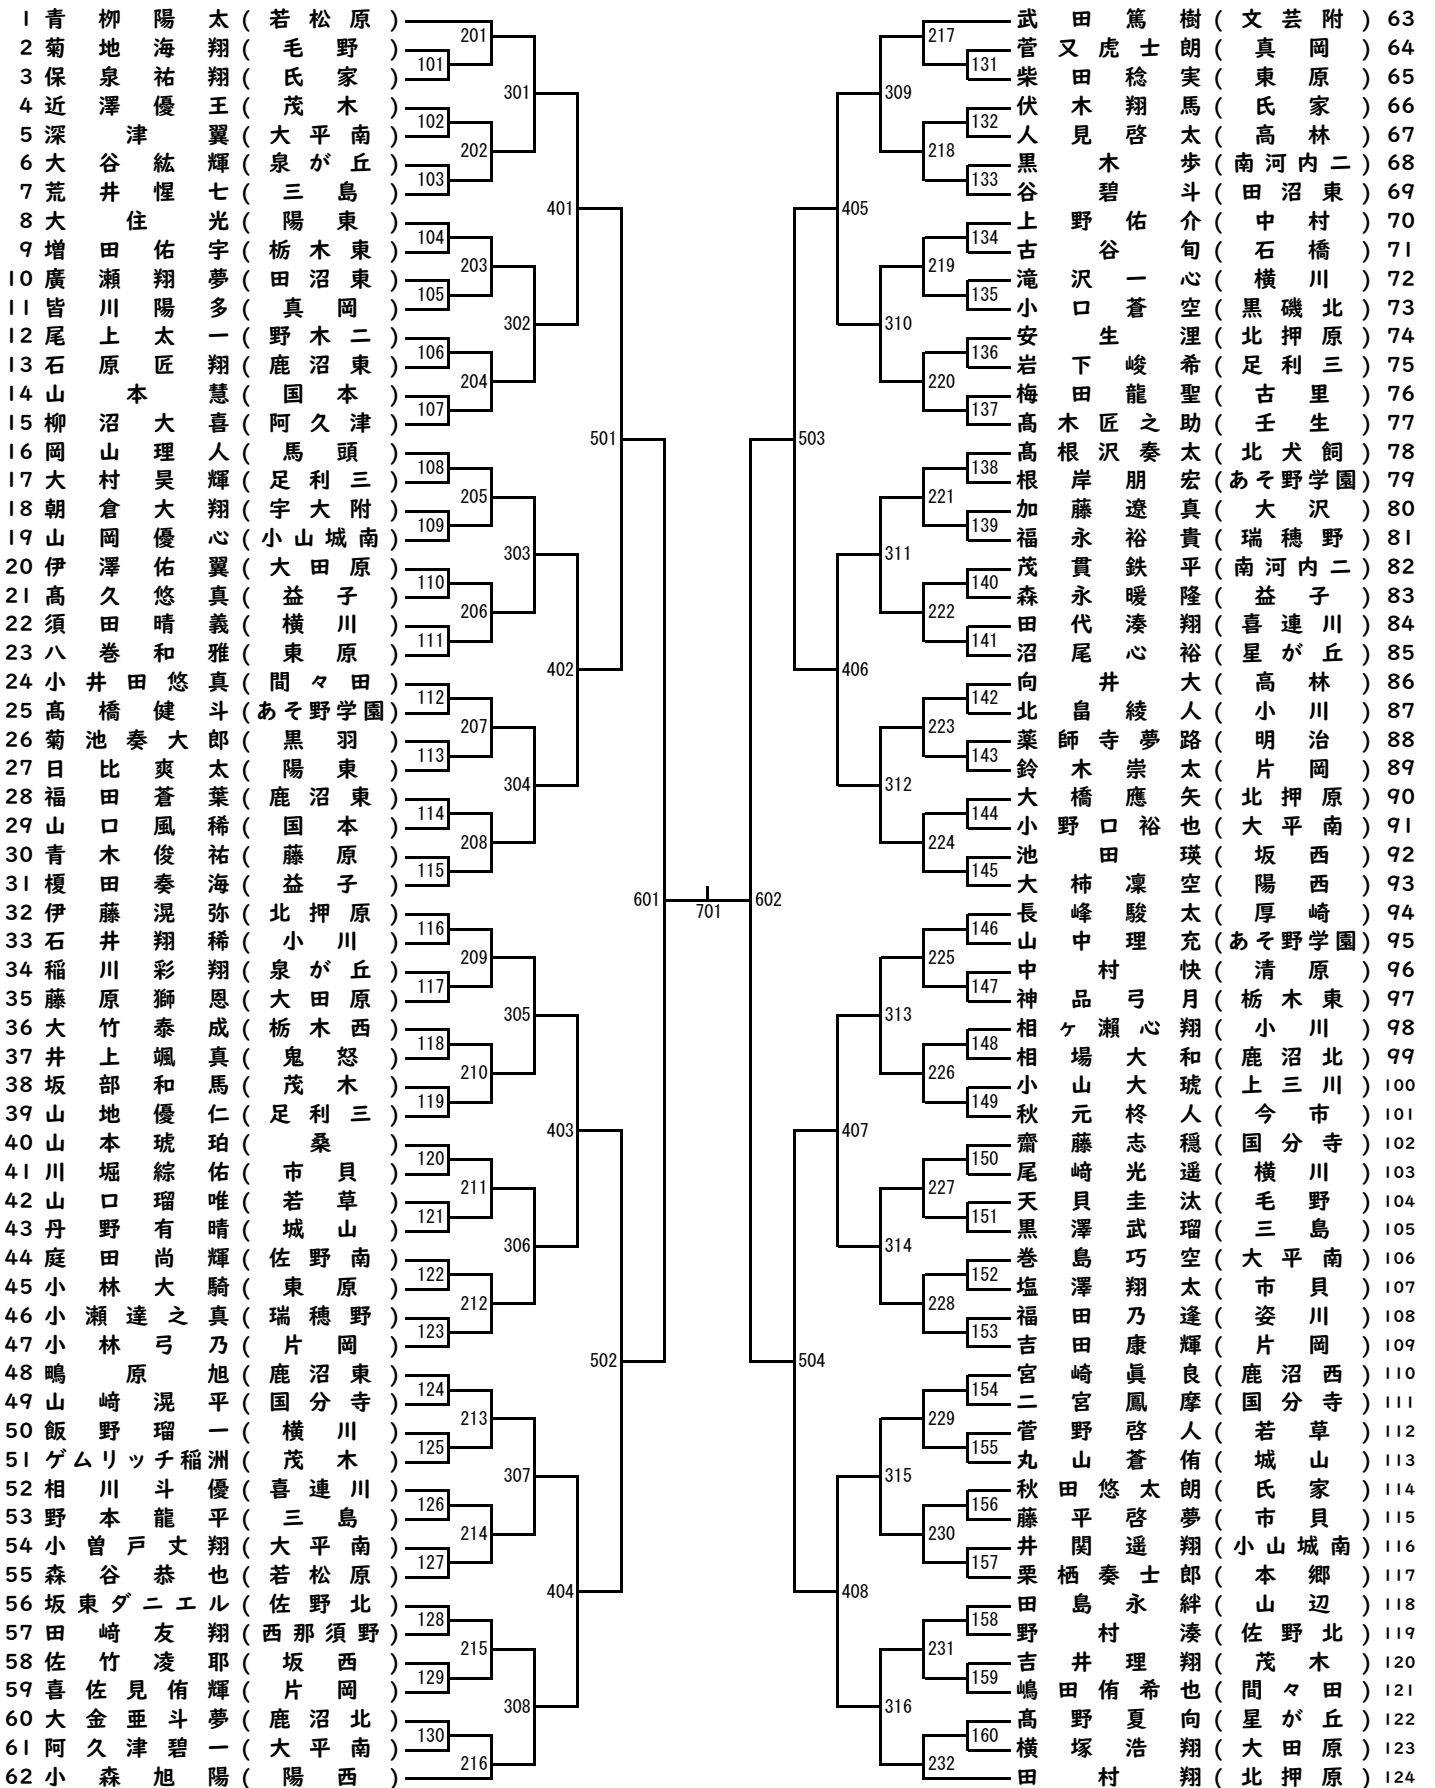 1 青栁陽太 (若松原)
2 菊地海翔 (毛野)
3 保泉祐翔 (氏家)
4 近澤優王 (茂木)
5 深津翼 (大平南)
6 大谷紘輝 (泉が丘)
7 荒井惺七 (三島)
8 大住光 (陽東)
9 増田佑宇 (栃木東)
10 廣瀬翔夢 (田沼東)
11 皆川陽多 (真岡)
12 尾上太一 (野木二)
13 石原匠翔 (鹿沼東)
14 山本慧 (国本)
15 柳沼大喜 (阿久津)
16 岡山理人 (馬頭)
17 大村昊輝 (足利三)
18 朝倉大翔 (宇大附)
19 山岡優心 (小山城南)
20 伊澤佑翼 (大田原)
21 髙久悠真 (益子)
22 須田晴義 (横川)
23 八巻和雅 (東原)
24 小井田悠真 (間々田)
25 髙橋健斗 (あそ野学園)
26 菊池奏大郎 (黒羽)
27 日比爽太 (陽東)
28 福田蒼葉 (鹿沼東)
29 山口風稀 (国本)
30 青木俊祐 (藤原)
31 榎田奏海 (益子)
32 伊藤滉弥 (北押原)
33 石井翔稀 (小川)
34 稲川彩翔 (泉が丘)
35 藤原獅恩 (大田原)
36 大竹泰成 (栃木西)
37 井上颯真 (鬼怒)
38 坂部和馬 (茂木)
39 山地優仁 (足利三)
40 山本琥珀 (桑)
41 川堀綜佑 (市貝)
42 山口瑠唯 (若草)
43 丹野有晴 (城山)
44 庭田尚輝 (佐野南)
45 小林大騎 (東原)
46 小瀬達之真 (瑞穂野)
47 小林弓乃 (片岡)
48 鴫原旭 (鹿沼東)
49 山﨑滉平 (国分寺)
50 飯野瑠一 (横川)
51 ゲムリッチ稲洲 (茂木)
52 相川斗優 (喜連川)
53 野本龍平 (三島)
54 小曽戸丈翔 (大平南)
55 森谷恭也 (若松原)
56 坂東ダニエル (佐野北)
57 田﨑友翔 (西那須野)
58 佐竹凌耶 (坂西)
59 喜佐見侑輝 (片岡)
60 大金亜斗夢 (鹿沼北)
61 阿久津碧一 (大平南)
62 小森旭陽 (陽西)
101
102
103
104
105
106
107
108
109
110
111
112
113
114
115
116
117
118
119
120
121
122
123
124
125
126
127
128
129
130
201
202
203
204
205
206
207
208
209
210
211
212
213
214
215
216
301
302
303
304
305
306
307
308
401
402
403
404
501
502
601
701
602
503
504
405
406
407
408
309
310
311
312
313
314
315
316
217
218
219
220
221
222
223
224
225
226
227
228
229
230
231
232
131
132
133
134
135
136
137
138
139
140
141
142
143
144
145
146
147
148
149
150
151
152
153
154
155
156
157
158
159
160
武田篤樹 (文芸附) 63
菅又虎士朗 (真岡) 64
柴田稔実 (東原) 65
伏木翔馬 (氏家) 66
人見啓太 (高林) 67
黒木歩 (南河内二) 68
谷碧斗 (田沼東) 69
上野佑介 (中村) 70
古谷旬 (石橋) 71
滝沢一心 (横川) 72
小口蒼空 (黒磯北) 73
安生浬 (北押原) 74
岩下峻希 (足利三) 75
梅田龍聖 (古里) 76
髙木匠之助 (壬生) 77
髙根沢奏太 (北犬飼) 78
根岸朋宏 (あそ野学園) 79
加藤遼真 (大沢) 80
福永裕貴 (瑞穂野) 81
茂貫鉄平 (南河内二) 82
森永暖隆 (益子) 83
田代湊翔 (喜連川) 84
沼尾心裕 (星が丘) 85
向井大 (高林) 86
北畠綾人 (小川) 87
薬師寺夢路 (明治) 88
鈴木崇太 (片岡) 89
大橋應矢 (北押原) 90
小野口裕也 (大平南) 91
池田瑛 (坂西) 92
大柿凜空 (陽西) 93
長峰駿太 (厚崎) 94
山中理充 (あそ野学園) 95
中村快 (清原) 96
神品弓月 (栃木東) 97
相ヶ瀬心翔 (小川) 98
相場大和 (鹿沼北) 99
小山大琥 (上三川) 100
秋元柊人 (今市) 101
齋藤志穏 (国分寺) 102
尾﨑光遥 (横川) 103
天貝圭汰 (毛野) 104
黒澤武瑠 (三島) 105
巻島巧空 (大平南) 106
塩澤翔太 (市貝) 107
福田乃逢 (姿川) 108
吉田康輝 (片岡) 109
宮崎眞良 (鹿沼西) 110
二宮鳳摩 (国分寺) 111
菅野啓人 (若草) 112
丸山蒼侑 (城山) 113
秋田悠太朗 (氏家) 114
藤平啓夢 (市貝) 115
井関遥翔 (小山城南) 116
栗栖奏士郎 (本郷) 117
田島永絆 (山辺) 118
野村湊 (佐野北) 119
吉井理翔 (茂木) 120
嶋田侑希也 (間々田) 121
髙野夏向 (星が丘) 122
横塚浩翔 (大田原) 123
田村翔 (北押原) 124